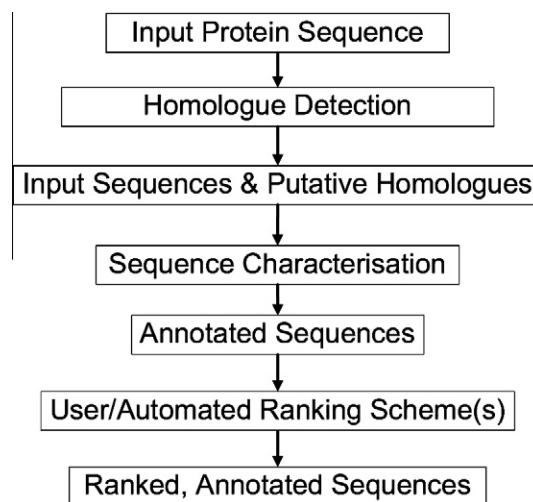 Input Protein Sequence
Homologue Detection
Input Sequences & Putative Homologues
Sequence Characterisation
Annotated Sequences
User/Automated Ranking Scheme(s)
Ranked, Annotated Sequences